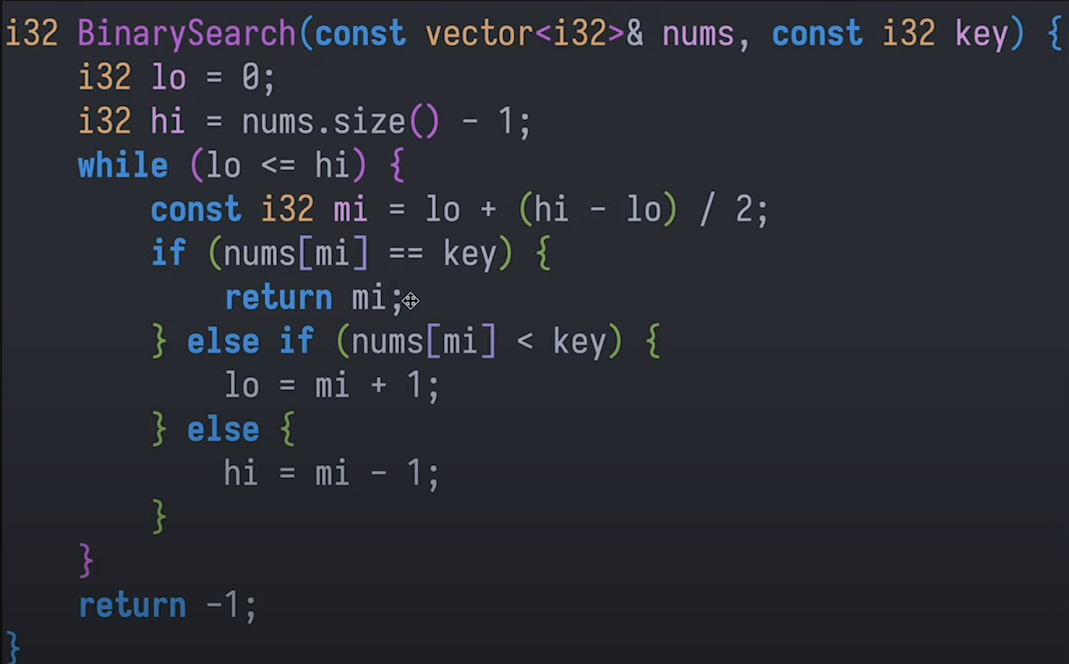 i32 BinarySearch(const vector<i32>& nums, const i32 key) {
    i32 lo = 0;
    i32 hi = nums.size() - 1;
    while (lo <= hi) {
        const i32 mi = lo + (hi - lo) / 2;
        if (nums[mi] == key) {
            return mi;
        } else if (nums[mi] < key) {
            lo = mi + 1;
        } else {
            hi = mi - 1;
        }
    }
    return -1;
}